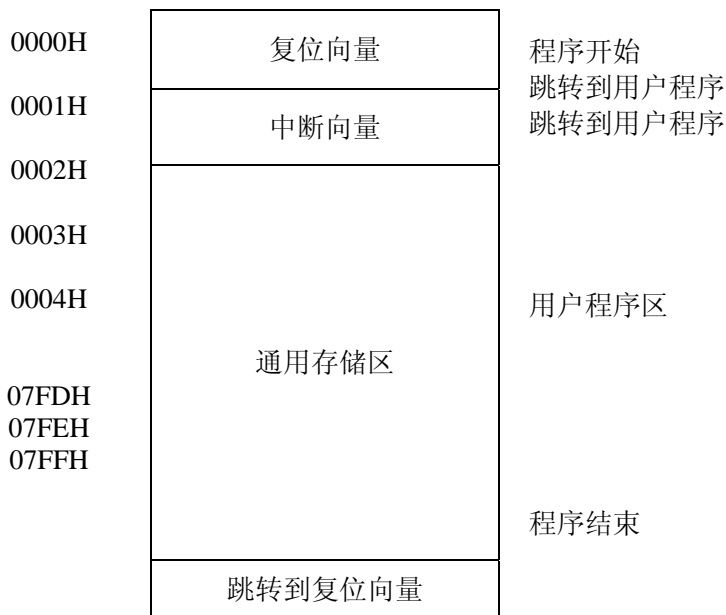 0000H
复位向量
程序开始
跳转到用户程序
0001H
中断向量
跳转到用户程序
0002H
0003H
0004H
用户程序区
通用存储区
07FDH
07FEH
07FFH
程序结束
跳转到复位向量